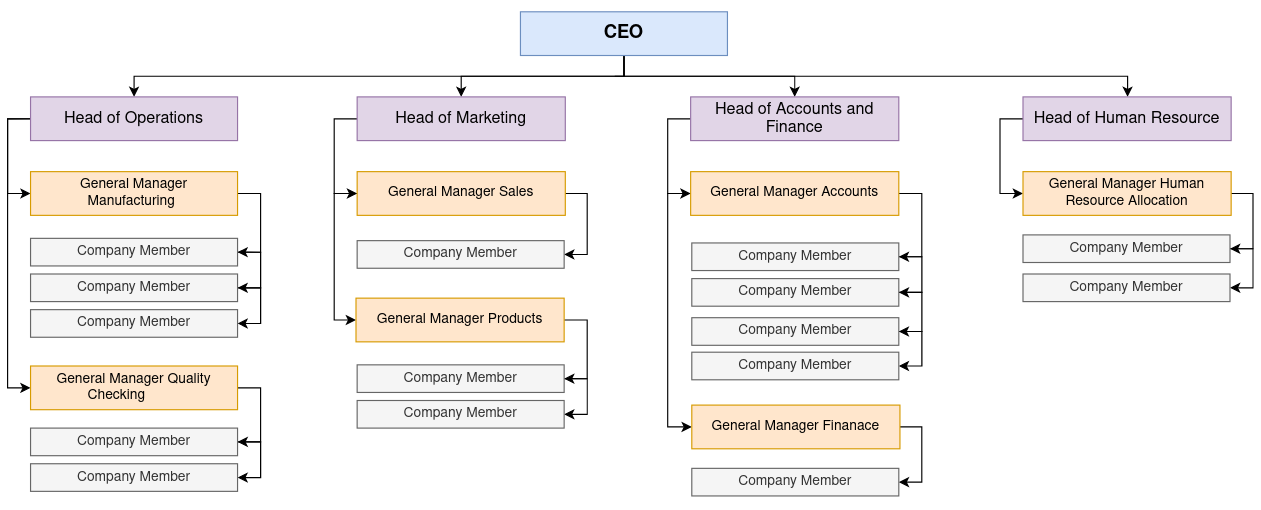 CEO
Head of Operations
General Manager
Manufacturing
Company Member
Company Member
Company Member
General Manager Quality
Checking
Company Member
Company Member
Head of Marketing
General Manager Sales
Company Member
General Manager Products
Company Member
Company Member
Head of Accounts and
Finance
General Manager Accounts
Company Member
Company Member
Company Member
Company Member
General Manager Finanace
Company Member
Head of Human Resource
General Manager Human
Resource Allocation
Company Member
Company Member